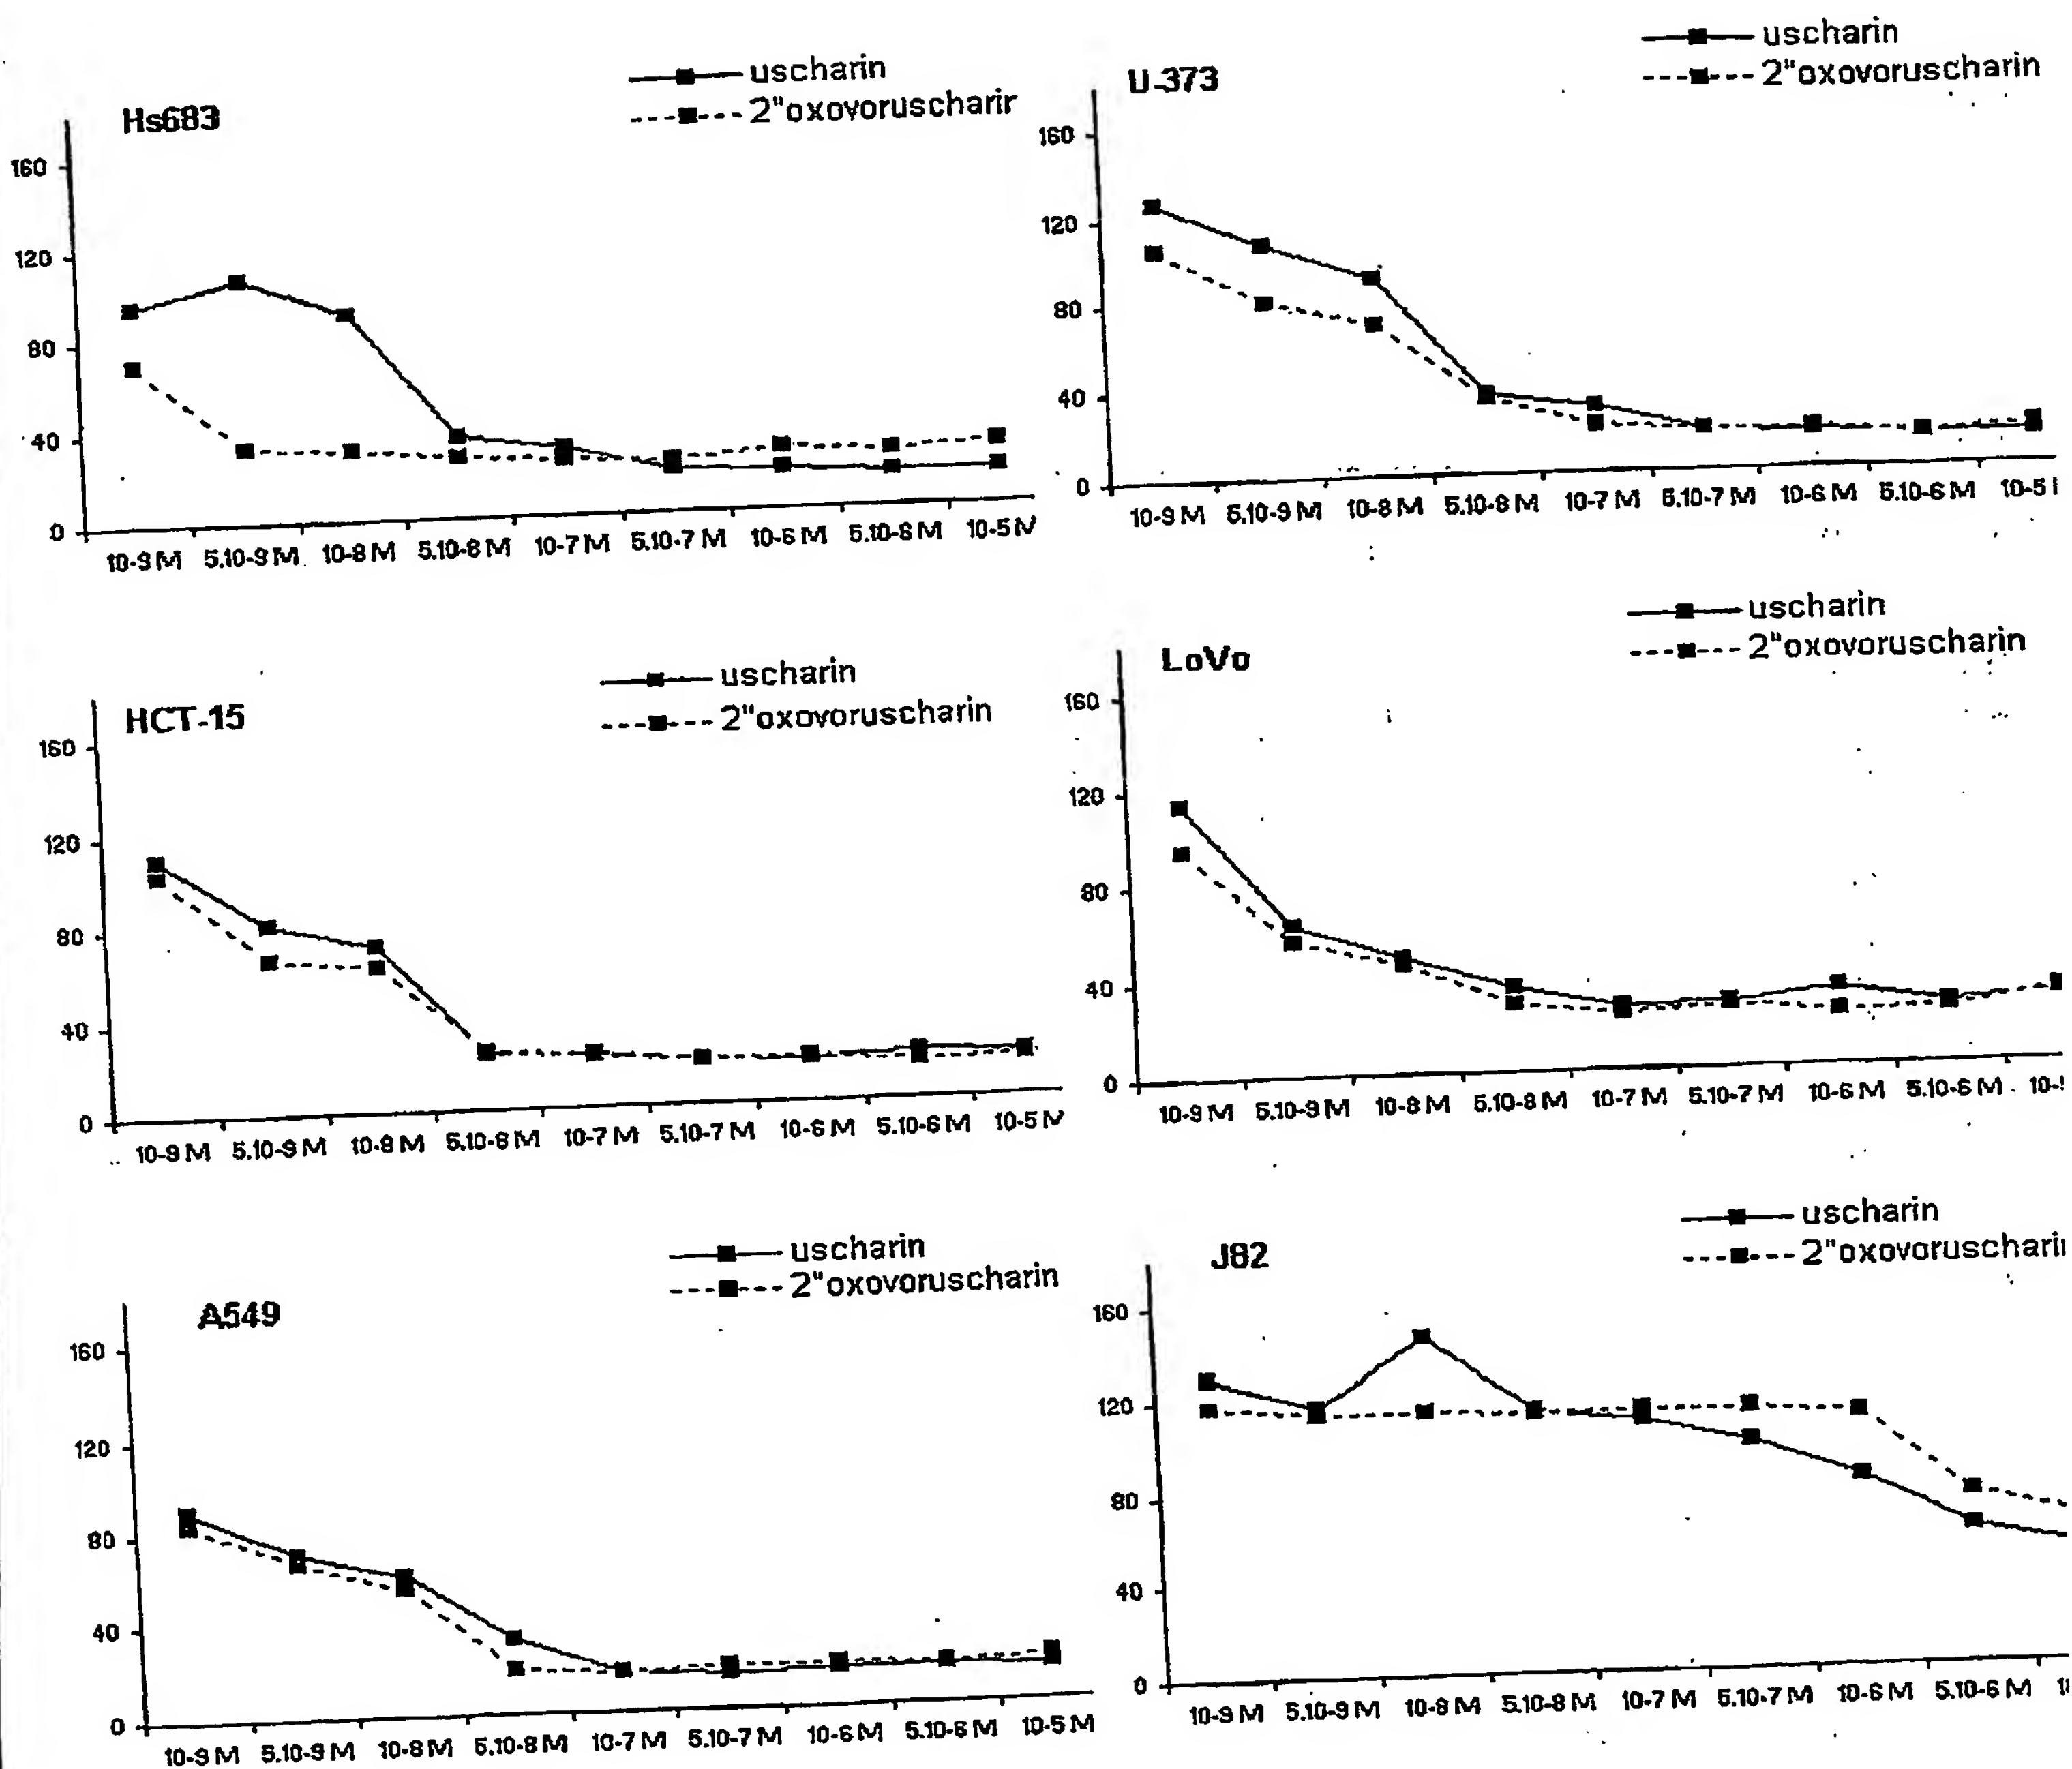 Hs683
uscharin
2"oxovoruscharir
160
120
80
40
0
10-9 M 5.10-9 M 10-8 M 5.10-8 M 10-7 M 5.10-7 M 10-6 M 5.10-6 M 10-5 M
U-373
uscharin
2"oxovoruscharin
160
120
80
40
0
10-9 M 5.10-9 M 10-8 M 5.10-8 M 10-7 M 5.10-7 M 10-6 M 5.10-6 M 10-5 I
HCT-15
uscharin
2"oxovoruscharin
160
120
80
40
0
10-9 M 5.10-9 M 10-8 M 5.10-8 M 10-7 M 5.10-7 M 10-6 M 5.10-6 M 10-5 M
LoVo
uscharin
2"oxovoruscharin
160
120
80
40
0
10-9 M 5.10-9 M 10-8 M 5.10-8 M 10-7 M 5.10-7 M 10-6 M 5.10-6 M 10-
A549
uscharin
2"oxovoruscharin
160
120
80
40
0
10-9 M 5.10-9 M 10-8 M 5.10-8 M 10-7 M 5.10-7 M 10-6 M 5.10-6 M 10-5 M
J82
uscharin
2"oxovoruschari
160
120
80
40
0
10-9 M 5.10-9 M 10-8 M 5.10-8 M 10-7 M 5.10-7 M 10-6 M 5.10-6 M 1